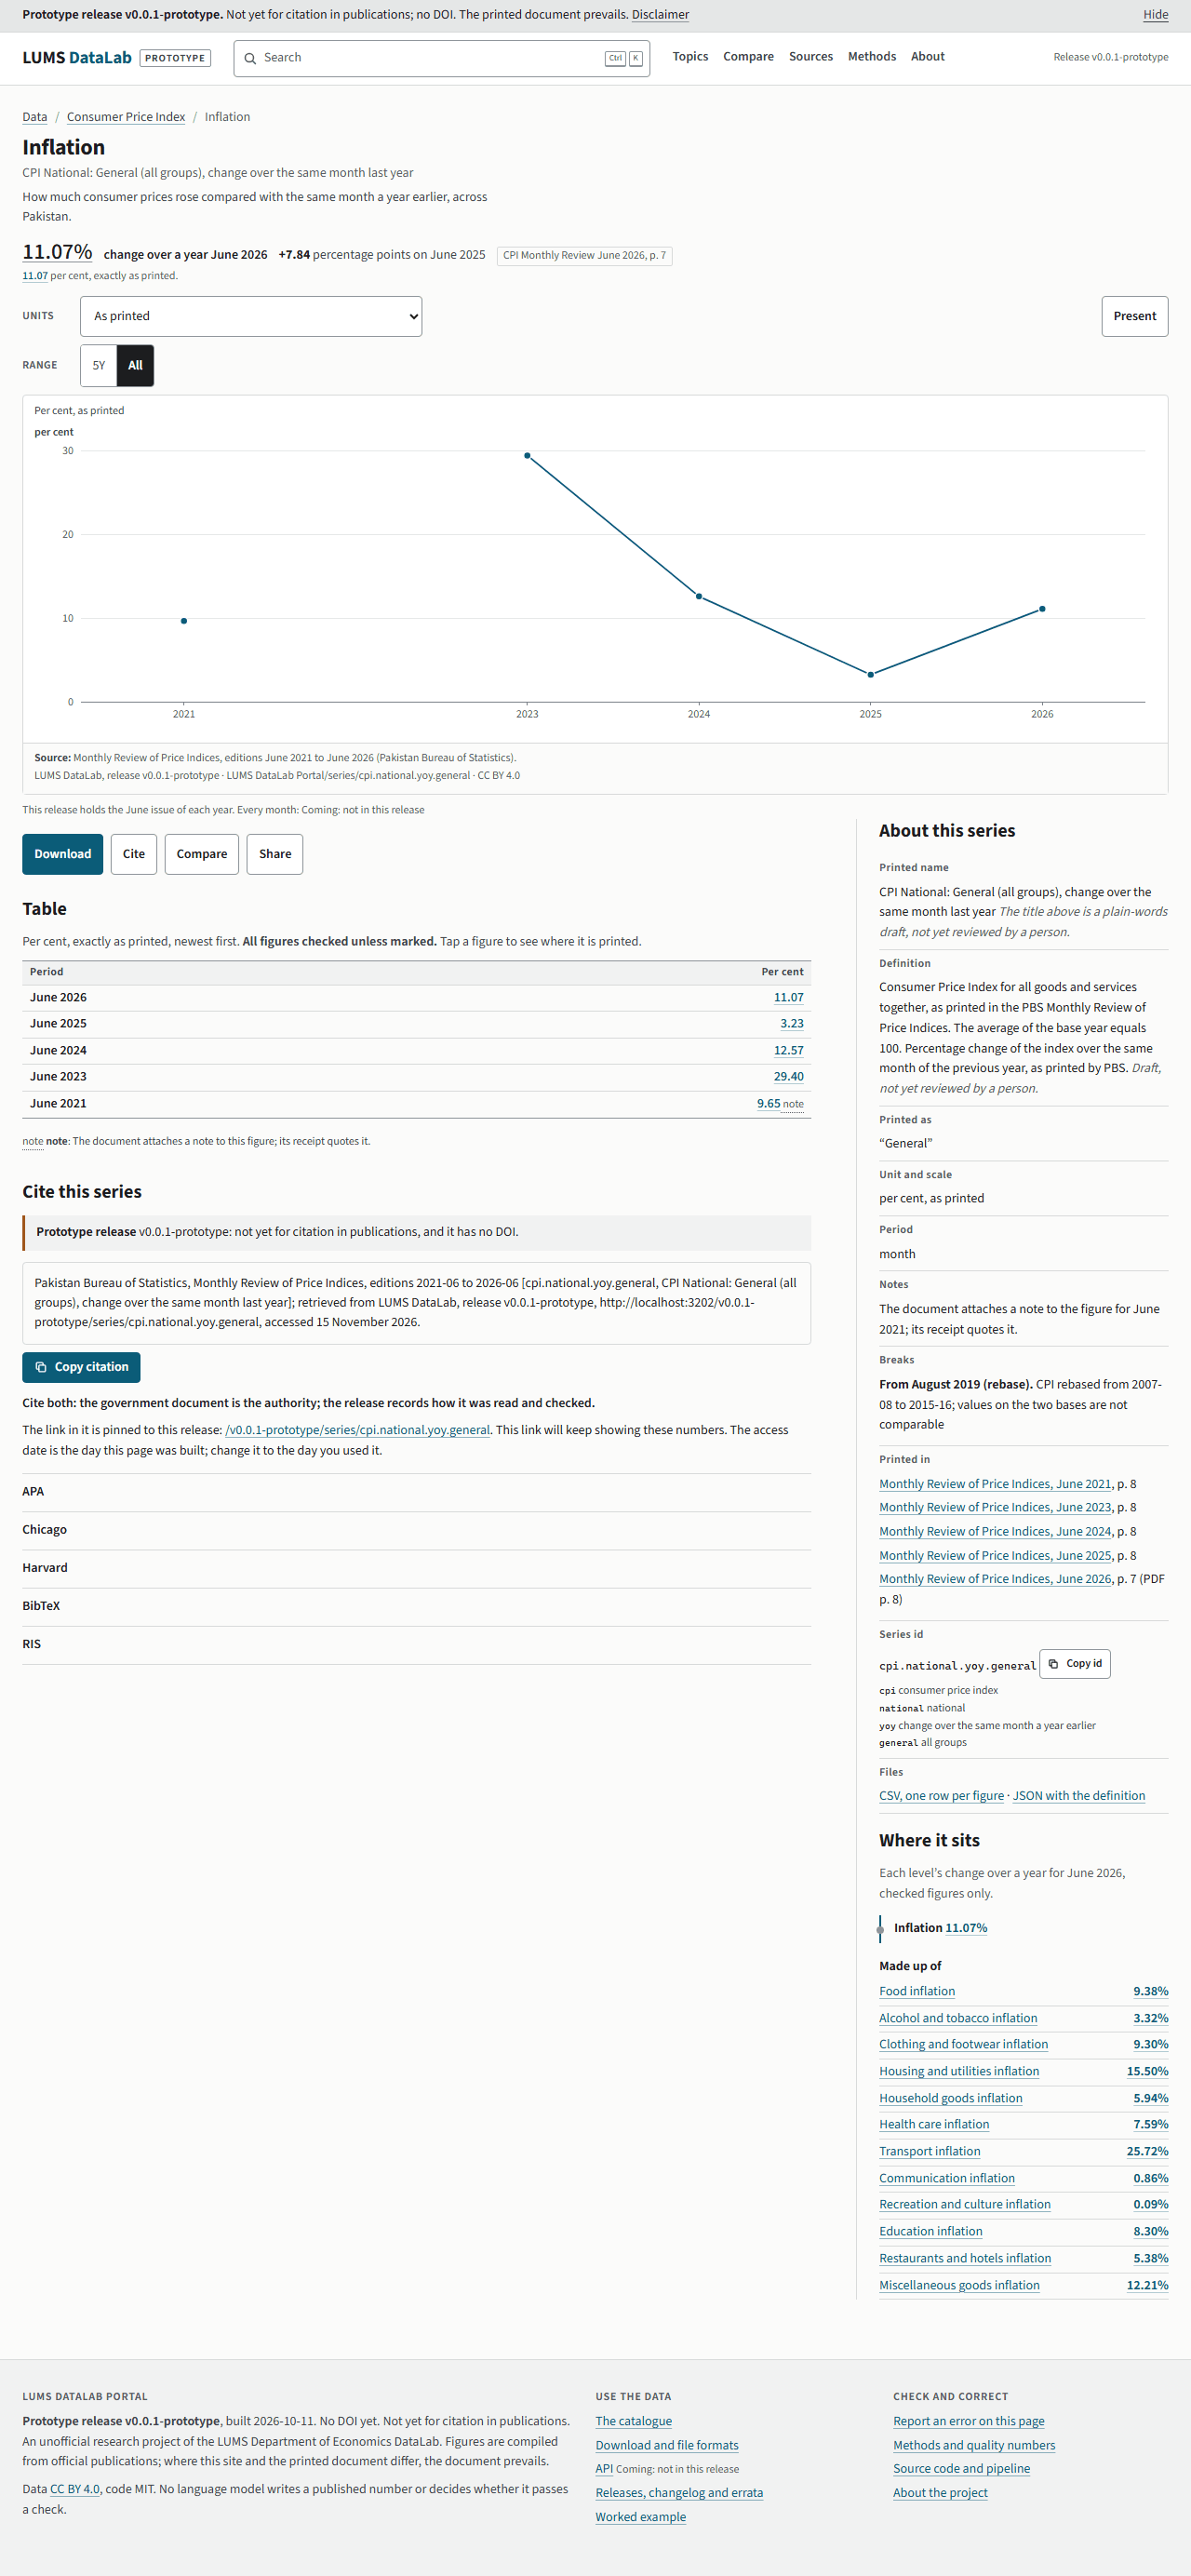 Prototype release v0.0.1-prototype. Not yet for citation in publications; no DOI. The printed document prevails. Disclaimer
Hide
LUMS DataLab PROTOTYPE
Search
Ctrl K
Topics Compare Sources Methods About
Release v0.0.1-prototype
Data / Consumer Price Index / Inflation
Inflation
CPI National: General (all groups), change over the same month last year
How much consumer prices rose compared with the same month a year earlier, across
Pakistan.
11.07% change over a year June 2026 +7.84 percentage points on June 2025 CPI Monthly Review June 2026, p. 7
11.07 per cent, exactly as printed.
UNITS As printed
Present
RANGE 5Y All
Per cent, as printed
per cent
30
20
10
0
2021 2023 2024 2025 2026
Source: Monthly Review of Price Indices, editions June 2021 to June 2026 (Pakistan Bureau of Statistics).
LUMS DataLab, release v0.0.1-prototype · LUMS DataLab Portal/series/cpi.national.yoy.general · CC BY 4.0
This release holds the June issue of each year. Every month: Coming: not in this release
Download Cite Compare Share
Table
Per cent, exactly as printed, newest first. All figures checked unless marked. Tap a figure to see where it is printed.
Period Per cent
June 2026 11.07
June 2025 3.23
June 2024 12.57
June 2023 29.40
June 2021 9.65 note
note note: The document attaches a note to this figure; its receipt quotes it.
Cite this series
Prototype release v0.0.1-prototype: not yet for citation in publications, and it has no DOI.
Pakistan Bureau of Statistics, Monthly Review of Price Indices, editions 2021-06 to 2026-06 [cpi.national.yoy.general, CPI National: General (all
groups), change over the same month last year]; retrieved from LUMS DataLab, release v0.0.1-prototype, http://localhost:3202/v0.0.1-
prototype/series/cpi.national.yoy.general, accessed 15 November 2026.
Copy citation
Cite both: the government document is the authority; the release records how it was read and checked.
The link in it is pinned to this release: /v0.0.1-prototype/series/cpi.national.yoy.general. This link will keep showing these numbers. The access
date is the day this page was built; change it to the day you used it.
APA
Chicago
Harvard
BibTeX
RIS
About this series
Printed name
CPI National: General (all groups), change over the
same month last year The title above is a plain-words
draft, not yet reviewed by a person.
Definition
Consumer Price Index for all goods and services
together, as printed in the PBS Monthly Review of
Price Indices. The average of the base year equals
100. Percentage change of the index over the same
month of the previous year, as printed by PBS. Draft,
not yet reviewed by a person.
Printed as
“General”
Unit and scale
per cent, as printed
Period
month
Notes
The document attaches a note to the figure for June
2021; its receipt quotes it.
Breaks
From August 2019 (rebase). CPI rebased from 2007-
08 to 2015-16; values on the two bases are not
comparable
Printed in
Monthly Review of Price Indices, June 2021, p. 8
Monthly Review of Price Indices, June 2023, p. 8
Monthly Review of Price Indices, June 2024, p. 8
Monthly Review of Price Indices, June 2025, p. 8
Monthly Review of Price Indices, June 2026, p. 7 (PDF
p. 8)
Series id
cpi.national.yoy.general Copy id
cpi consumer price index
national national
yoy change over the same month a year earlier
general all groups
Files
CSV, one row per figure · JSON with the definition
Where it sits
Each level’s change over a year for June 2026,
checked figures only.
Inflation 11.07%
Made up of
Food inflation 9.38%
Alcohol and tobacco inflation 3.32%
Clothing and footwear inflation 9.30%
Housing and utilities inflation 15.50%
Household goods inflation 5.94%
Health care inflation 7.59%
Transport inflation 25.72%
Communication inflation 0.86%
Recreation and culture inflation 0.09%
Education inflation 8.30%
Restaurants and hotels inflation 5.38%
Miscellaneous goods inflation 12.21%
LUMS DATALAB PORTAL
Prototype release v0.0.1-prototype, built 2026-10-11. No DOI yet. Not yet for citation in publications.
An unofficial research project of the LUMS Department of Economics DataLab. Figures are compiled
from official publications; where this site and the printed document differ, the document prevails.
Data CC BY 4.0, code MIT. No language model writes a published number or decides whether it passes
a check.
USE THE DATA
The catalogue
Download and file formats
API Coming: not in this release
Releases, changelog and errata
Worked example
CHECK AND CORRECT
Report an error on this page
Methods and quality numbers
Source code and pipeline
About the project